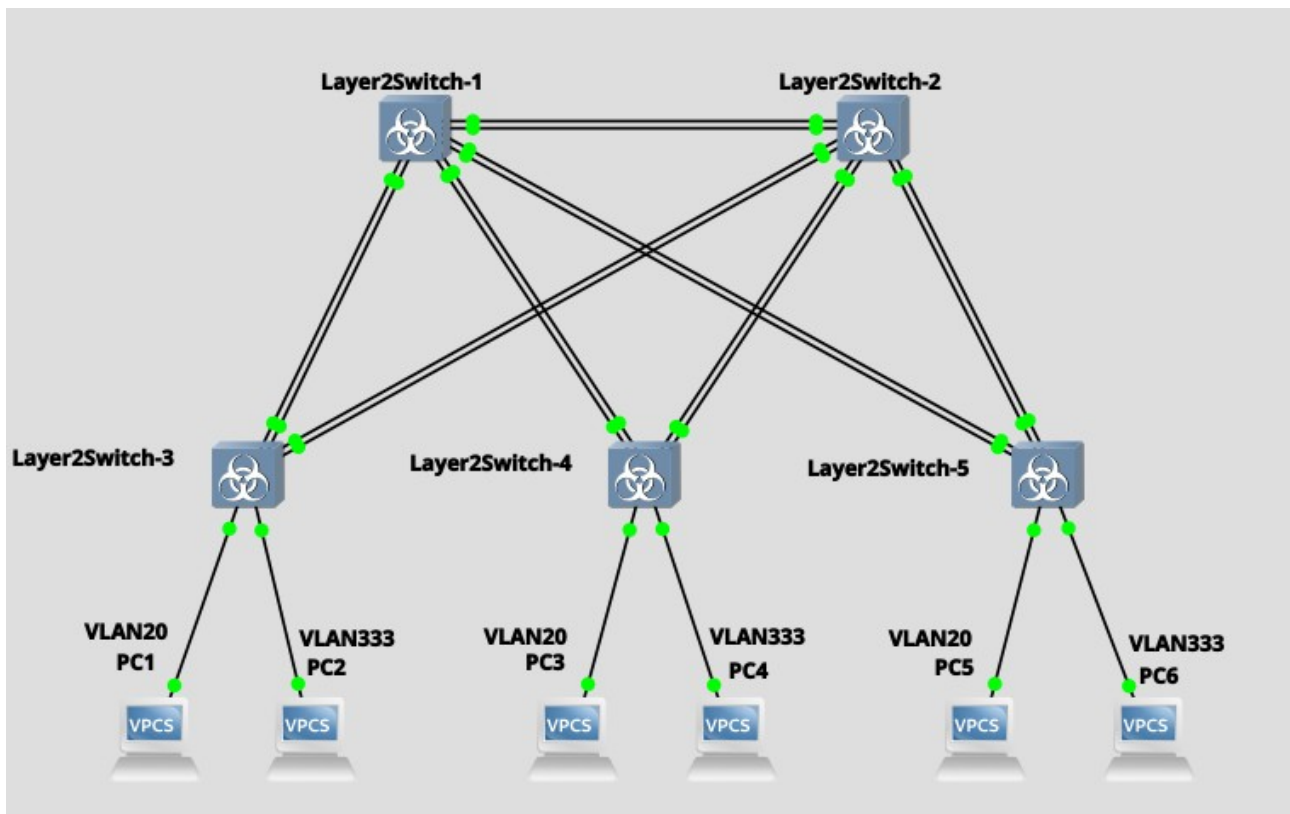 Layer2Switch-1
Layer2Switch-2
Layer2Switch-3
Layer2Switch-4
Layer2Switch-5
VLAN20
PC1
VLAN333
PC2
VLAN20
PC3
VLAN333
PC4
VLAN20
PC5
VLAN333
PC6
VPCS
VPCS
VPCS
VPCS
VPCS
VPCS